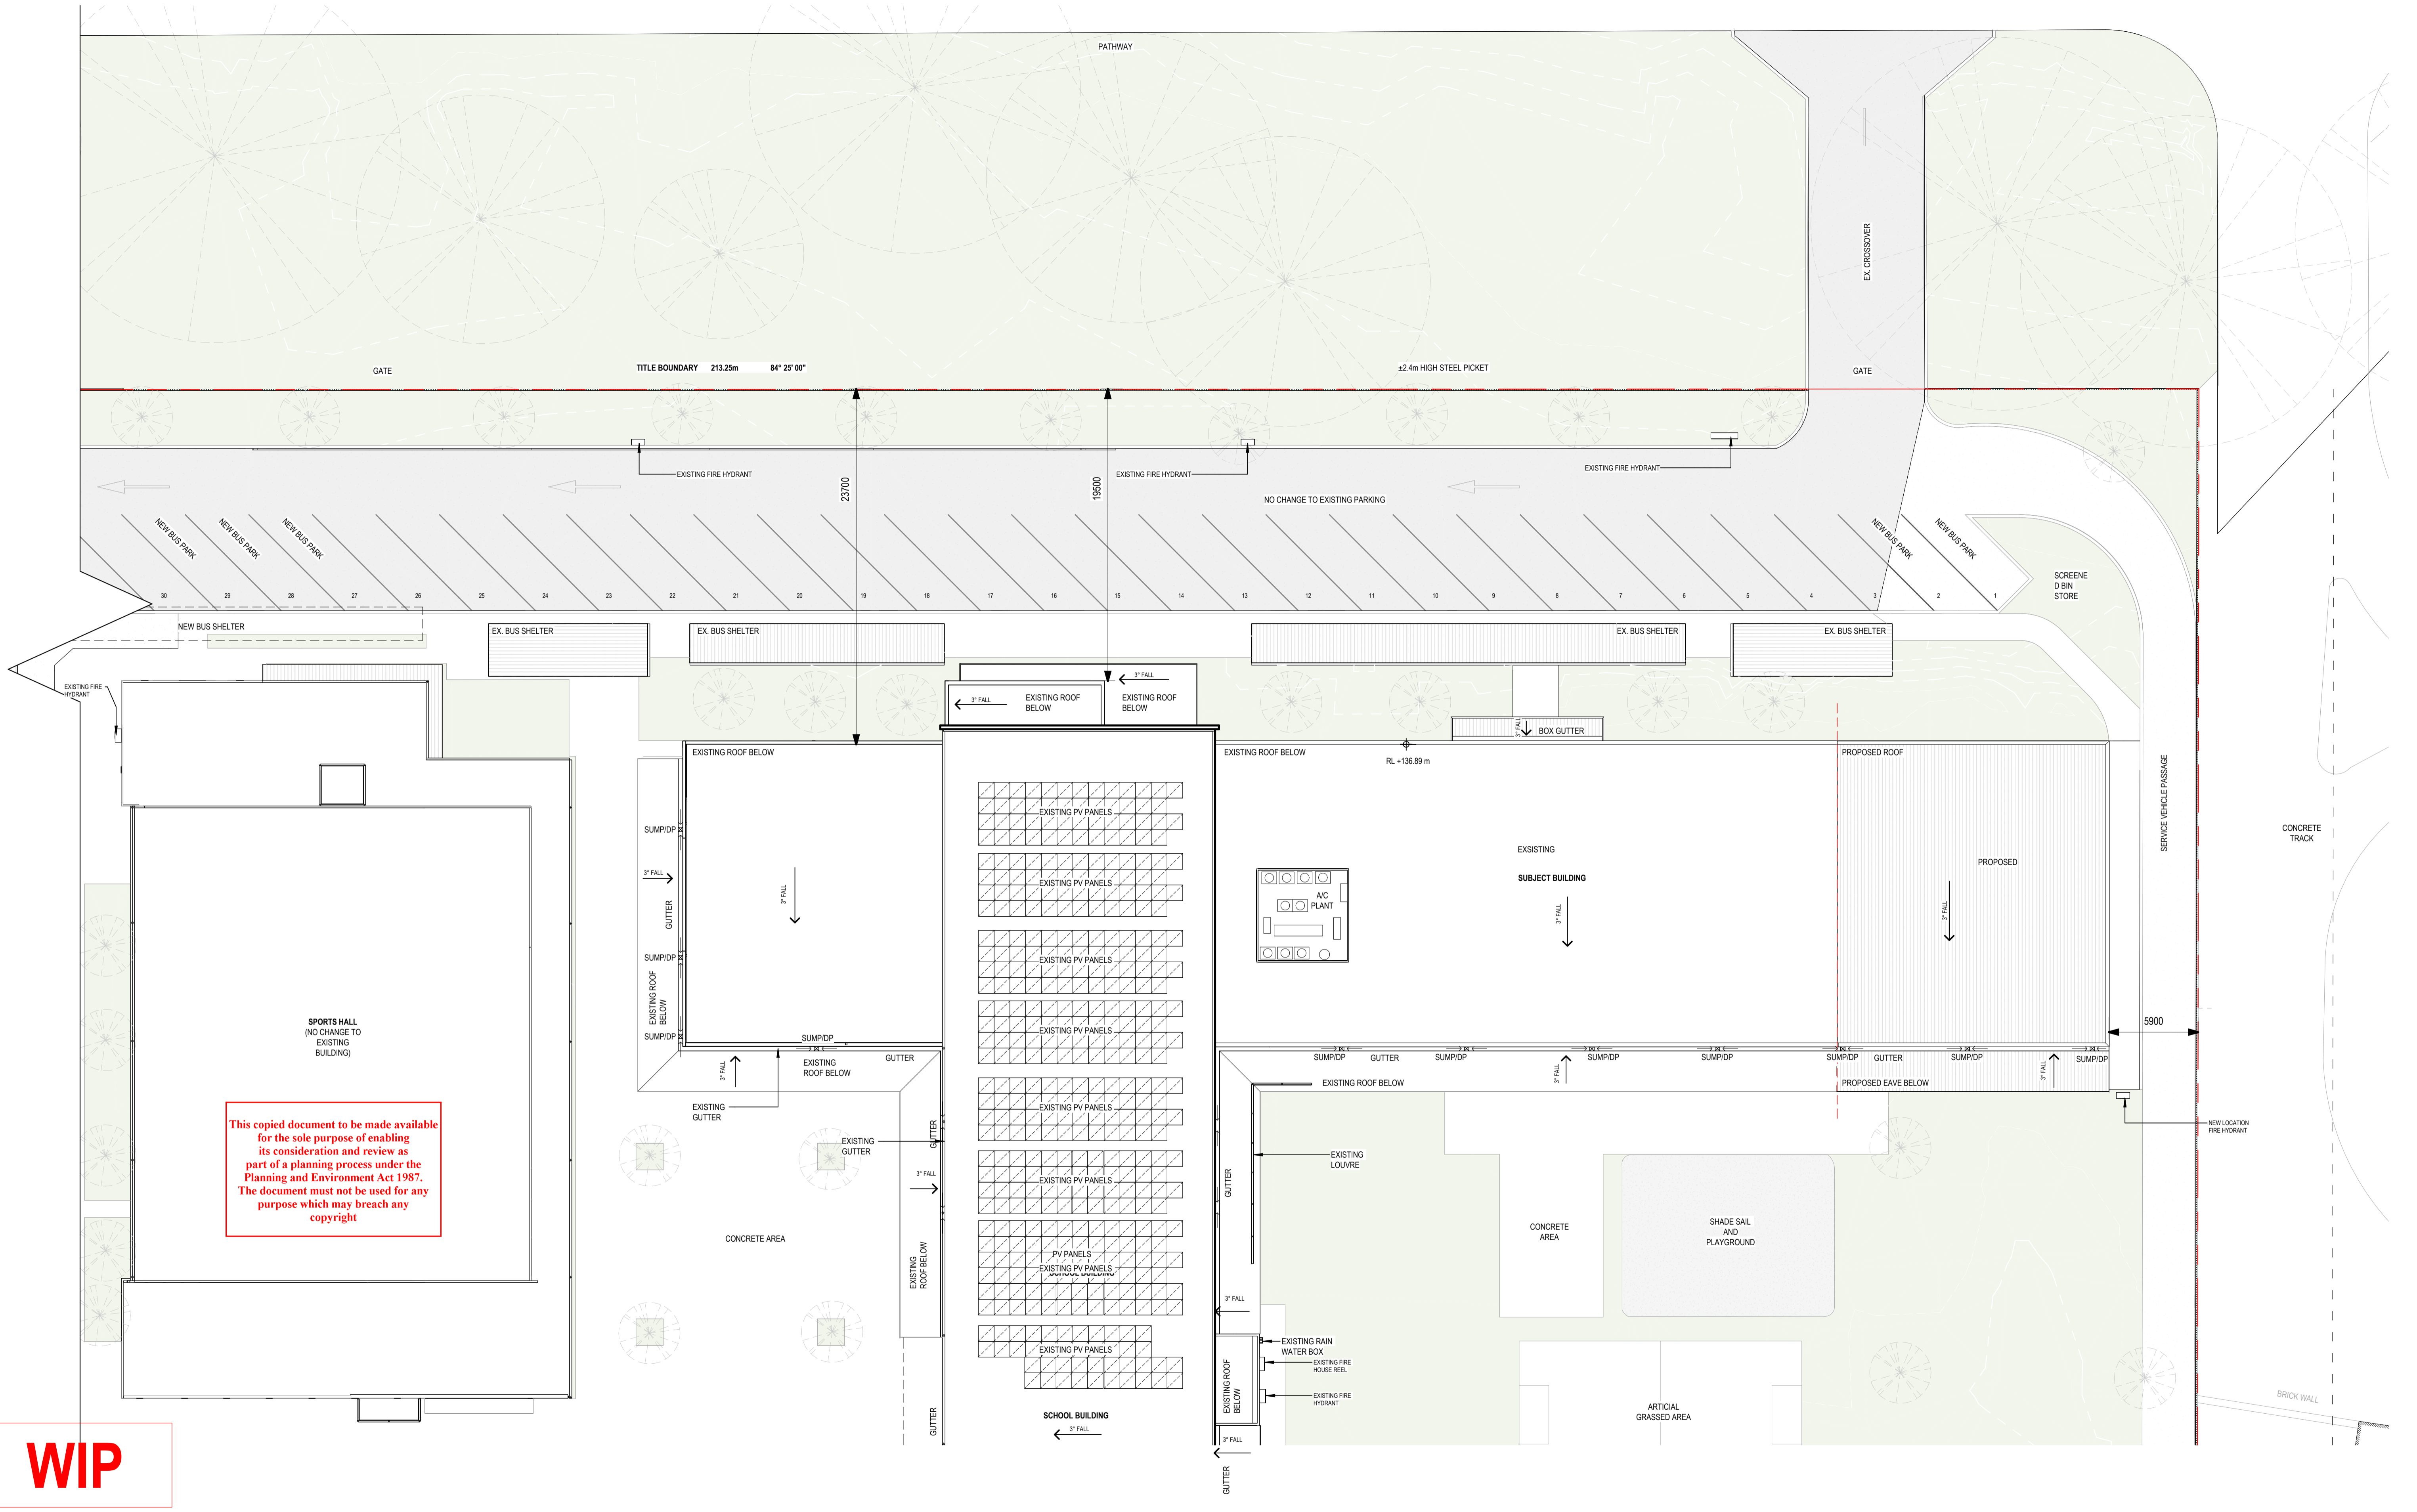 PATHWAY
EX. CROSSOVER
GATE
TITLE BOUNDARY 213.25m 84° 25' 00"
±2.4m HIGH STEEL PICKET
GATE
EXISTING FIRE HYDRANT
EXISTING FIRE HYDRANT
EXISTING FIRE HYDRANT
23700
19500
NO CHANGE TO EXISTING PARKING
NEW BUS PARK
NEW BUS PARK
NEW BUS PARK
NEW BUS PARK
NEW BUS PARK
30 29 28 27 26 25 24 23 22 21 20 19 18 17 16 15 14 13 12 11 10 9 8 7 6 5 4 3 2 1
SCREENE
D BIN
STORE
NEW BUS SHELTER
EX. BUS SHELTER
EX. BUS SHELTER
EX. BUS SHELTER
EX. BUS SHELTER
EXISTING FIRE
HYDRANT
3° FALL
3° FALL
EXISTING ROOF
BELOW
EXISTING ROOF
BELOW
3° FALL
BOX GUTTER
EXISTING ROOF BELOW
EXISTING ROOF BELOW
RL +136.89 m
PROPOSED ROOF
SERVICE VEHICLE PASSAGE
CONCRETE
TRACK
SUMP/DP
3° FALL
GUTTER
3° FALL
SUMP/DP
EXISTING ROOF
BELOW
SUMP/DP
SUMP/DP
EXISTING PV PANELS
EXISTING PV PANELS
EXISTING PV PANELS
EXISTING PV PANELS
EXISTING PV PANELS
EXISTING PV PANELS
PV PANELS
EXISTING PV PANELS
SCHOOL BUILDING
EXISTING PV PANELS
A/C
PLANT
EXSISTING
SUBJECT BUILDING
3° FALL
PROPOSED
3° FALL
5900
SPORTS HALL
(NO CHANGE TO
EXISTING
BUILDING)
GUTTER
EXISTING
ROOF BELOW
3° FALL
EXISTING
GUTTER
SUMP/DP
GUTTER
SUMP/DP
SUMP/DP
SUMP/DP
SUMP/DP
GUTTER
SUMP/DP
SUMP/DP
EXISTING ROOF BELOW
3° FALL
PROPOSED EAVE BELOW
3° FALL
NEW LOCATION
FIRE HYDRANT
This copied document to be made available
for the sole purpose of enabling
its consideration and review as
part of a planning process under the
Planning and Environment Act 1987.
The document must not be used for any
purpose which may breach any
copyright
GUTTER
EXISTING
GUTTER
3° FALL
CONCRETE AREA
EXISTING
ROOF BELOW
GUTTER
GUTTER
EXISTING
LOUVRE
CONCRETE
AREA
SHADE SAIL
AND
PLAYGROUND
3° FALL
EXISTING RAIN
WATER BOX
EXISTING FIRE
HOUSE REEL
EXISTING FIRE
HYDRANT
EXISTING ROOF
BELOW
ARTICIAL
GRASSED AREA
BRICK WALL
SCHOOL BUILDING
3° FALL
3° FALL
GUTTER
WIP